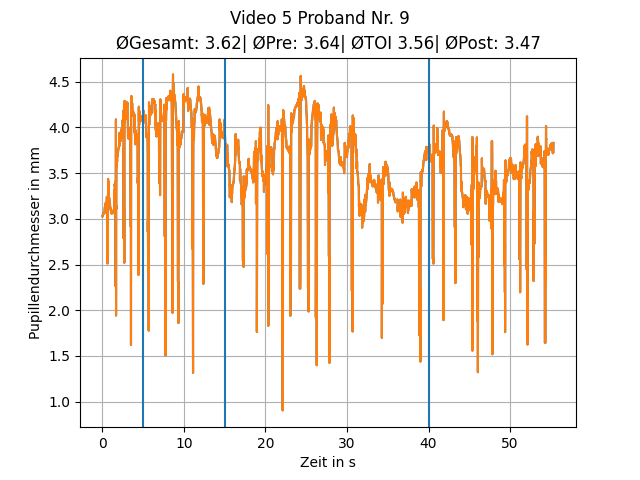 Video 5 Proband Nr. 9
ØGesamt: 3.62| ØPre: 3.64| ØTOI 3.56| ØPost: 3.47
Pupillendurchmesser in mm
4.5
4.0
3.5
3.0
2.5
2.0
1.5
1.0
0 10 20 30 40 50
Zeit in s